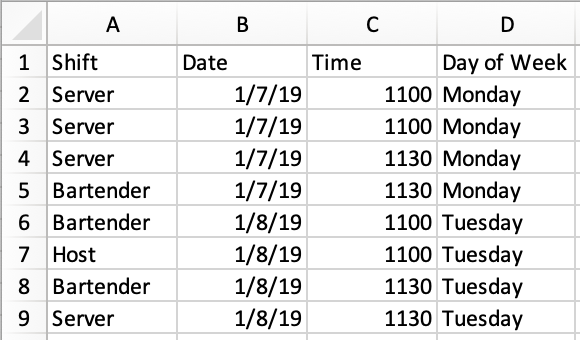 A B C D
1 Shift Date Time Day of Week
2 Server 1/7/19 1100 Monday
3 Server 1/7/19 1100 Monday
4 Server 1/7/19 1130 Monday
5 Bartender 1/7/19 1130 Monday
6 Bartender 1/8/19 1100 Tuesday
7 Host 1/8/19 1100 Tuesday
8 Bartender 1/8/19 1130 Tuesday
9 Server 1/8/19 1130 Tuesday